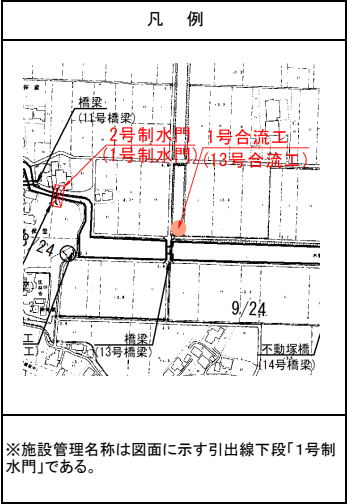 凡 例
橋梁
(11号橋梁)
2号制水門
(1号制水門)
1号合流工
(13号合流工)
24
9/24
工
工)
橋梁
(13号橋梁)
不動塚橋
(14号橋梁)
※施設管理名称は図面に示す引出線下段「1号制
水門」である。